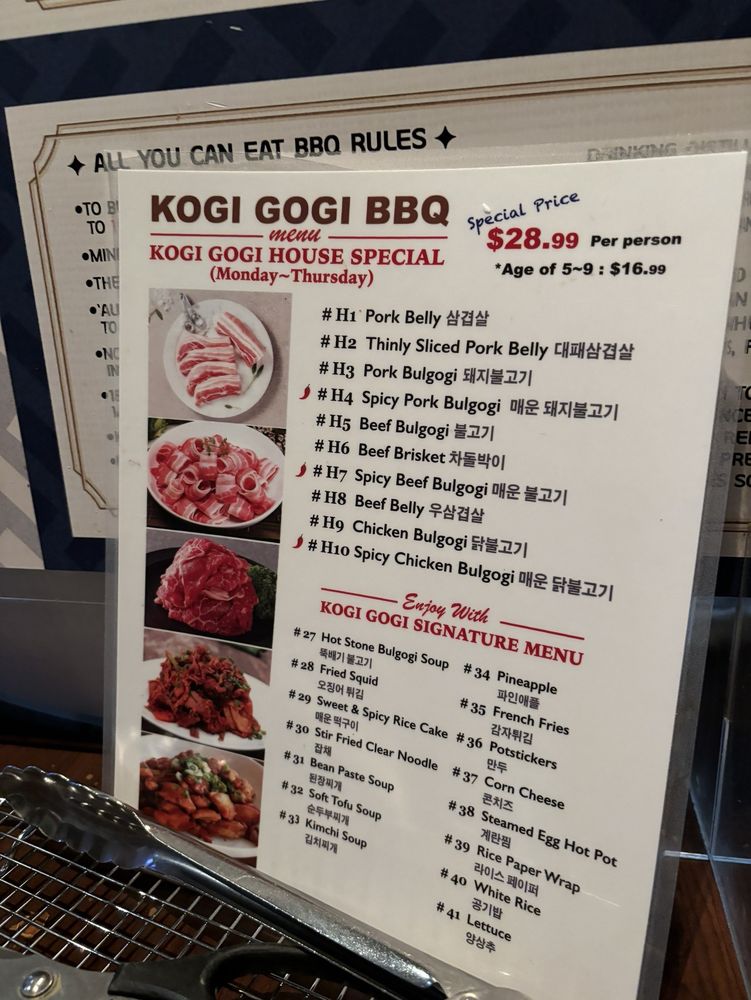 ✦ ALL YOU CAN EAT BBQ RULES ✦
KOGI GOGI BBQ
menu
KOGI GOGI HOUSE SPECIAL
(Monday~Thursday)
Special Price
$28.99 Per person
*Age of 5~9 : $16.99
# H1 Pork Belly 삼겹살
# H2 Thinly Sliced Pork Belly 대패삼겹살
# H3 Pork Bulgogi 돼지불고기
# H4 Spicy Pork Bulgogi 매운 돼지불고기
# H5 Beef Bulgogi 불고기
# H6 Beef Brisket 차돌박이
# H7 Spicy Beef Bulgogi 매운 불고기
# H8 Beef Belly 우삼겹살
# H9 Chicken Bulgogi 닭불고기
# H10 Spicy Chicken Bulgogi 매운 닭불고기
Enjoy With
KOGI GOGI SIGNATURE MENU
# 27 Hot Stone Bulgogi Soup
뚝배기 불고기
# 28 Fried Squid
오징어 튀김
# 29 Sweet & Spicy Rice Cake
매운 떡구이
# 30 Stir Fried Clear Noodle
잡채
# 31 Bean Paste Soup
된장찌개
# 32 Soft Tofu Soup
순두부찌개
# 33 Kimchi Soup
김치찌개
# 34 Pineapple
파인애플
# 35 French Fries
감자튀김
# 36 Potstickers
만두
# 37 Corn Cheese
콘치즈
# 38 Steamed Egg Hot Pot
계란찜
# 39 Rice Paper Wrap
라이스 페이퍼
# 40 White Rice
공기밥
# 41 Lettuce
양상추